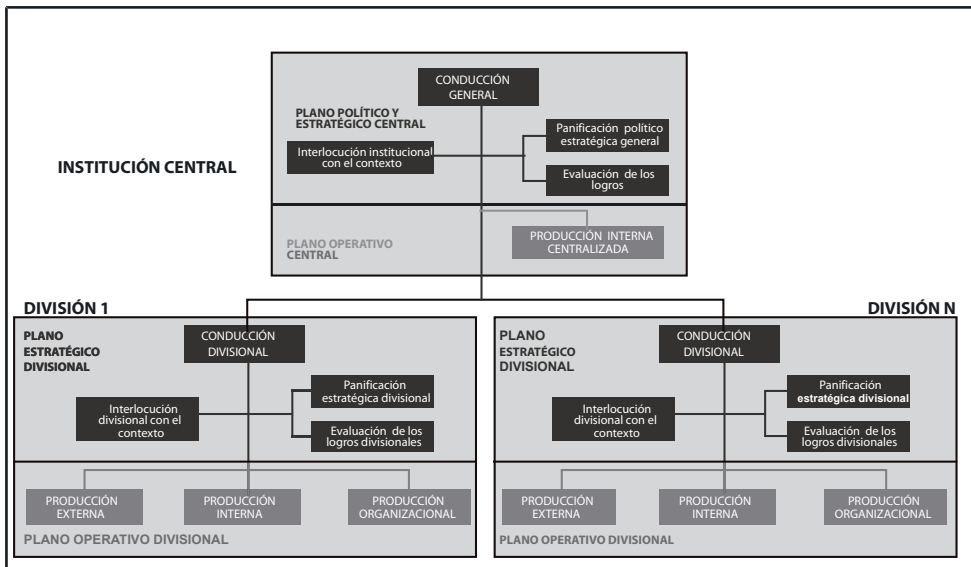 CONDUCCIÓN
GENERAL
PLANO POLÍTICO Y
ESTRATÉGICO CENTRAL
Interlocución institucional
con el contexto
Panificación político
estratégica general
Evaluación de los
logros
INSTITUCIÓN CENTRAL
PLANO OPERATIVO
CENTRAL
PRODUCCIÓN INTERNA
CENTRALIZADA
DIVISIÓN 1
PLANO
ESTRATÉGICO
DIVISIONAL
CONDUCCIÓN
DIVISIONAL
Interlocución
divisional con el
contexto
Panificación
estratégica divisional
Evaluación de los
logros divisionales
PRODUCCIÓN
EXTERNA
PRODUCCIÓN
INTERNA
PRODUCCIÓN
ORGANIZACIONAL
PLANO OPERATIVO DIVISIONAL
DIVISIÓN N
PLANO
ESTRATÉGICO
DIVISIONAL
CONDUCCIÓN
DIVISIONAL
Interlocución
divisional con el
contexto
Panificación
estratégica divisional
Evaluación de los
logros divisionales
PRODUCCIÓN
EXTERNA
PRODUCCIÓN
INTERNA
PRODUCCIÓN
ORGANIZACIONAL
PLANO OPERATIVO DIVISIONAL